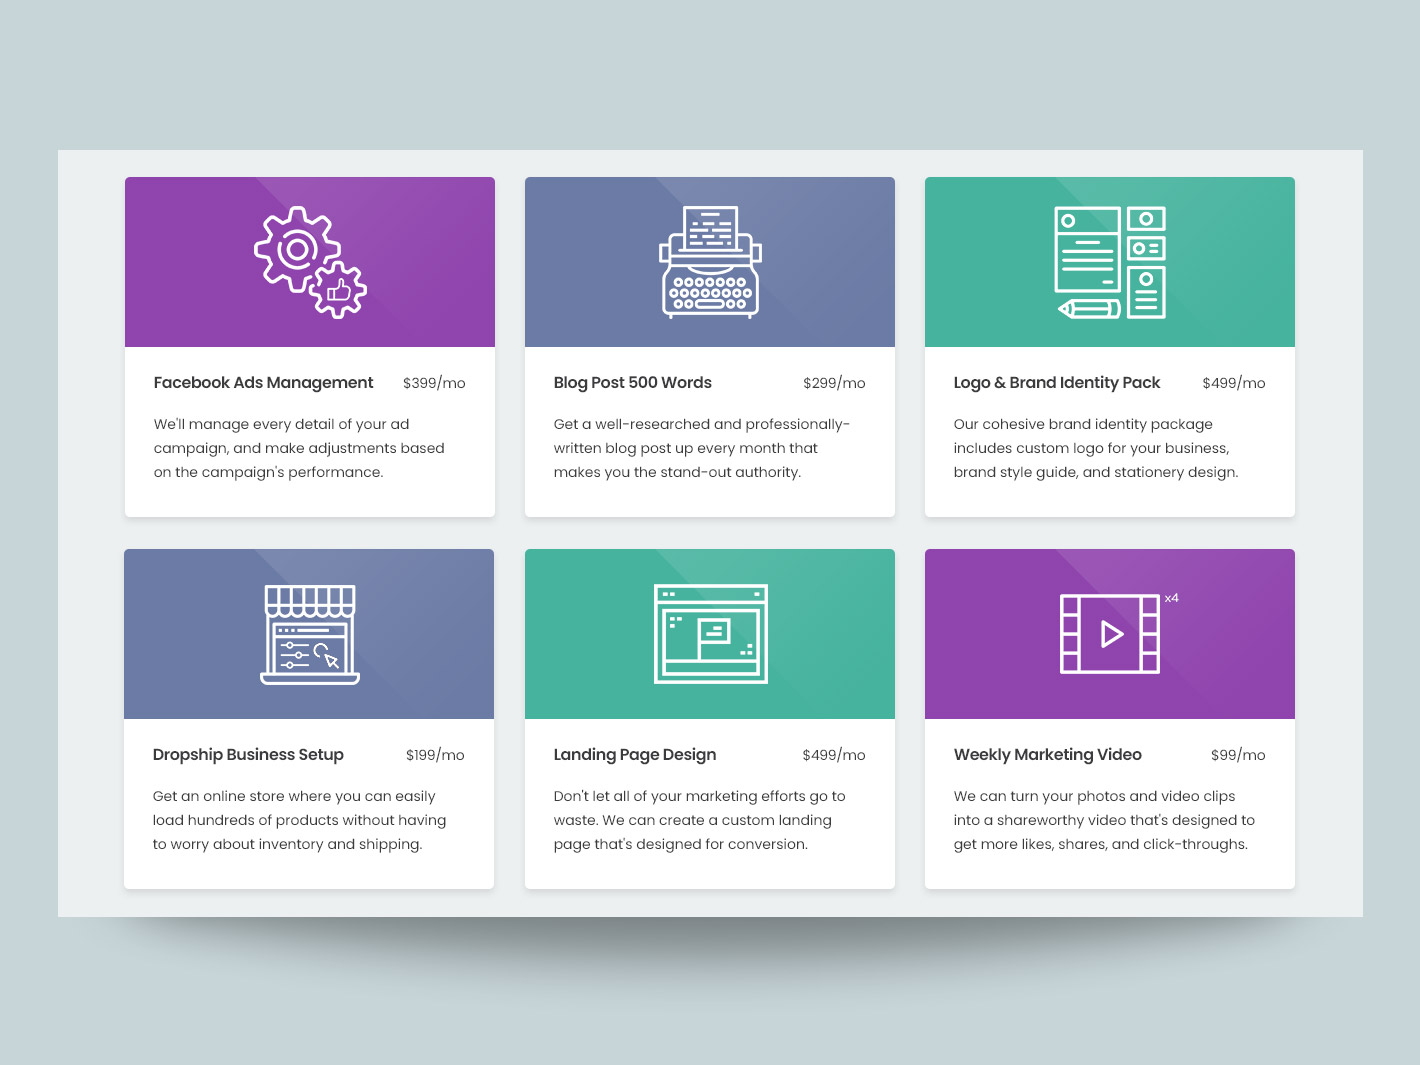 Facebook Ads Management $399/mo
We'll manage every detail of your ad
campaign, and make adjustments based
on the campaign's performance.
Blog Post 500 Words $299/mo
Get a well-researched and professionally-
written blog post up every month that
makes you the stand-out authority.
Logo & Brand Identity Pack $499/mo
Our cohesive brand identity package
includes custom logo for your business,
brand style guide, and stationery design.
Dropship Business Setup $199/mo
Get an online store where you can easily
load hundreds of products without having
to worry about inventory and shipping.
Landing Page Design $499/mo
Don't let all of your marketing efforts go to
waste. We can create a custom landing
page that's designed for conversion.
x4
Weekly Marketing Video $99/mo
We can turn your photos and video clips
into a shareworthy video that's designed to
get more likes, shares, and click-throughs.